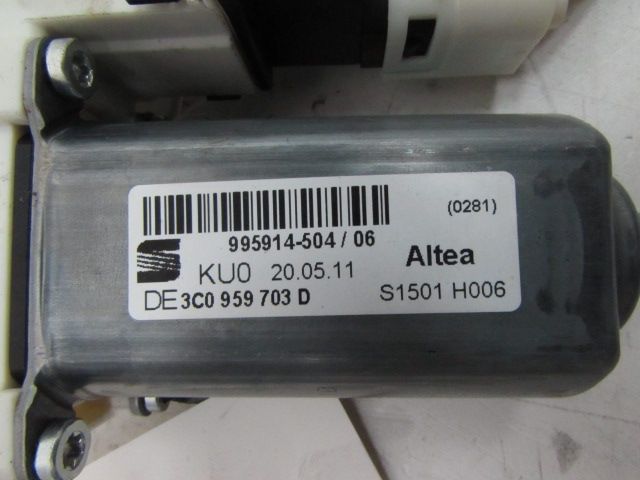 (0281)
995914-504 / 06
KU0 20.05.11 Altea
DE 3C0 959 703 D S1501 H006